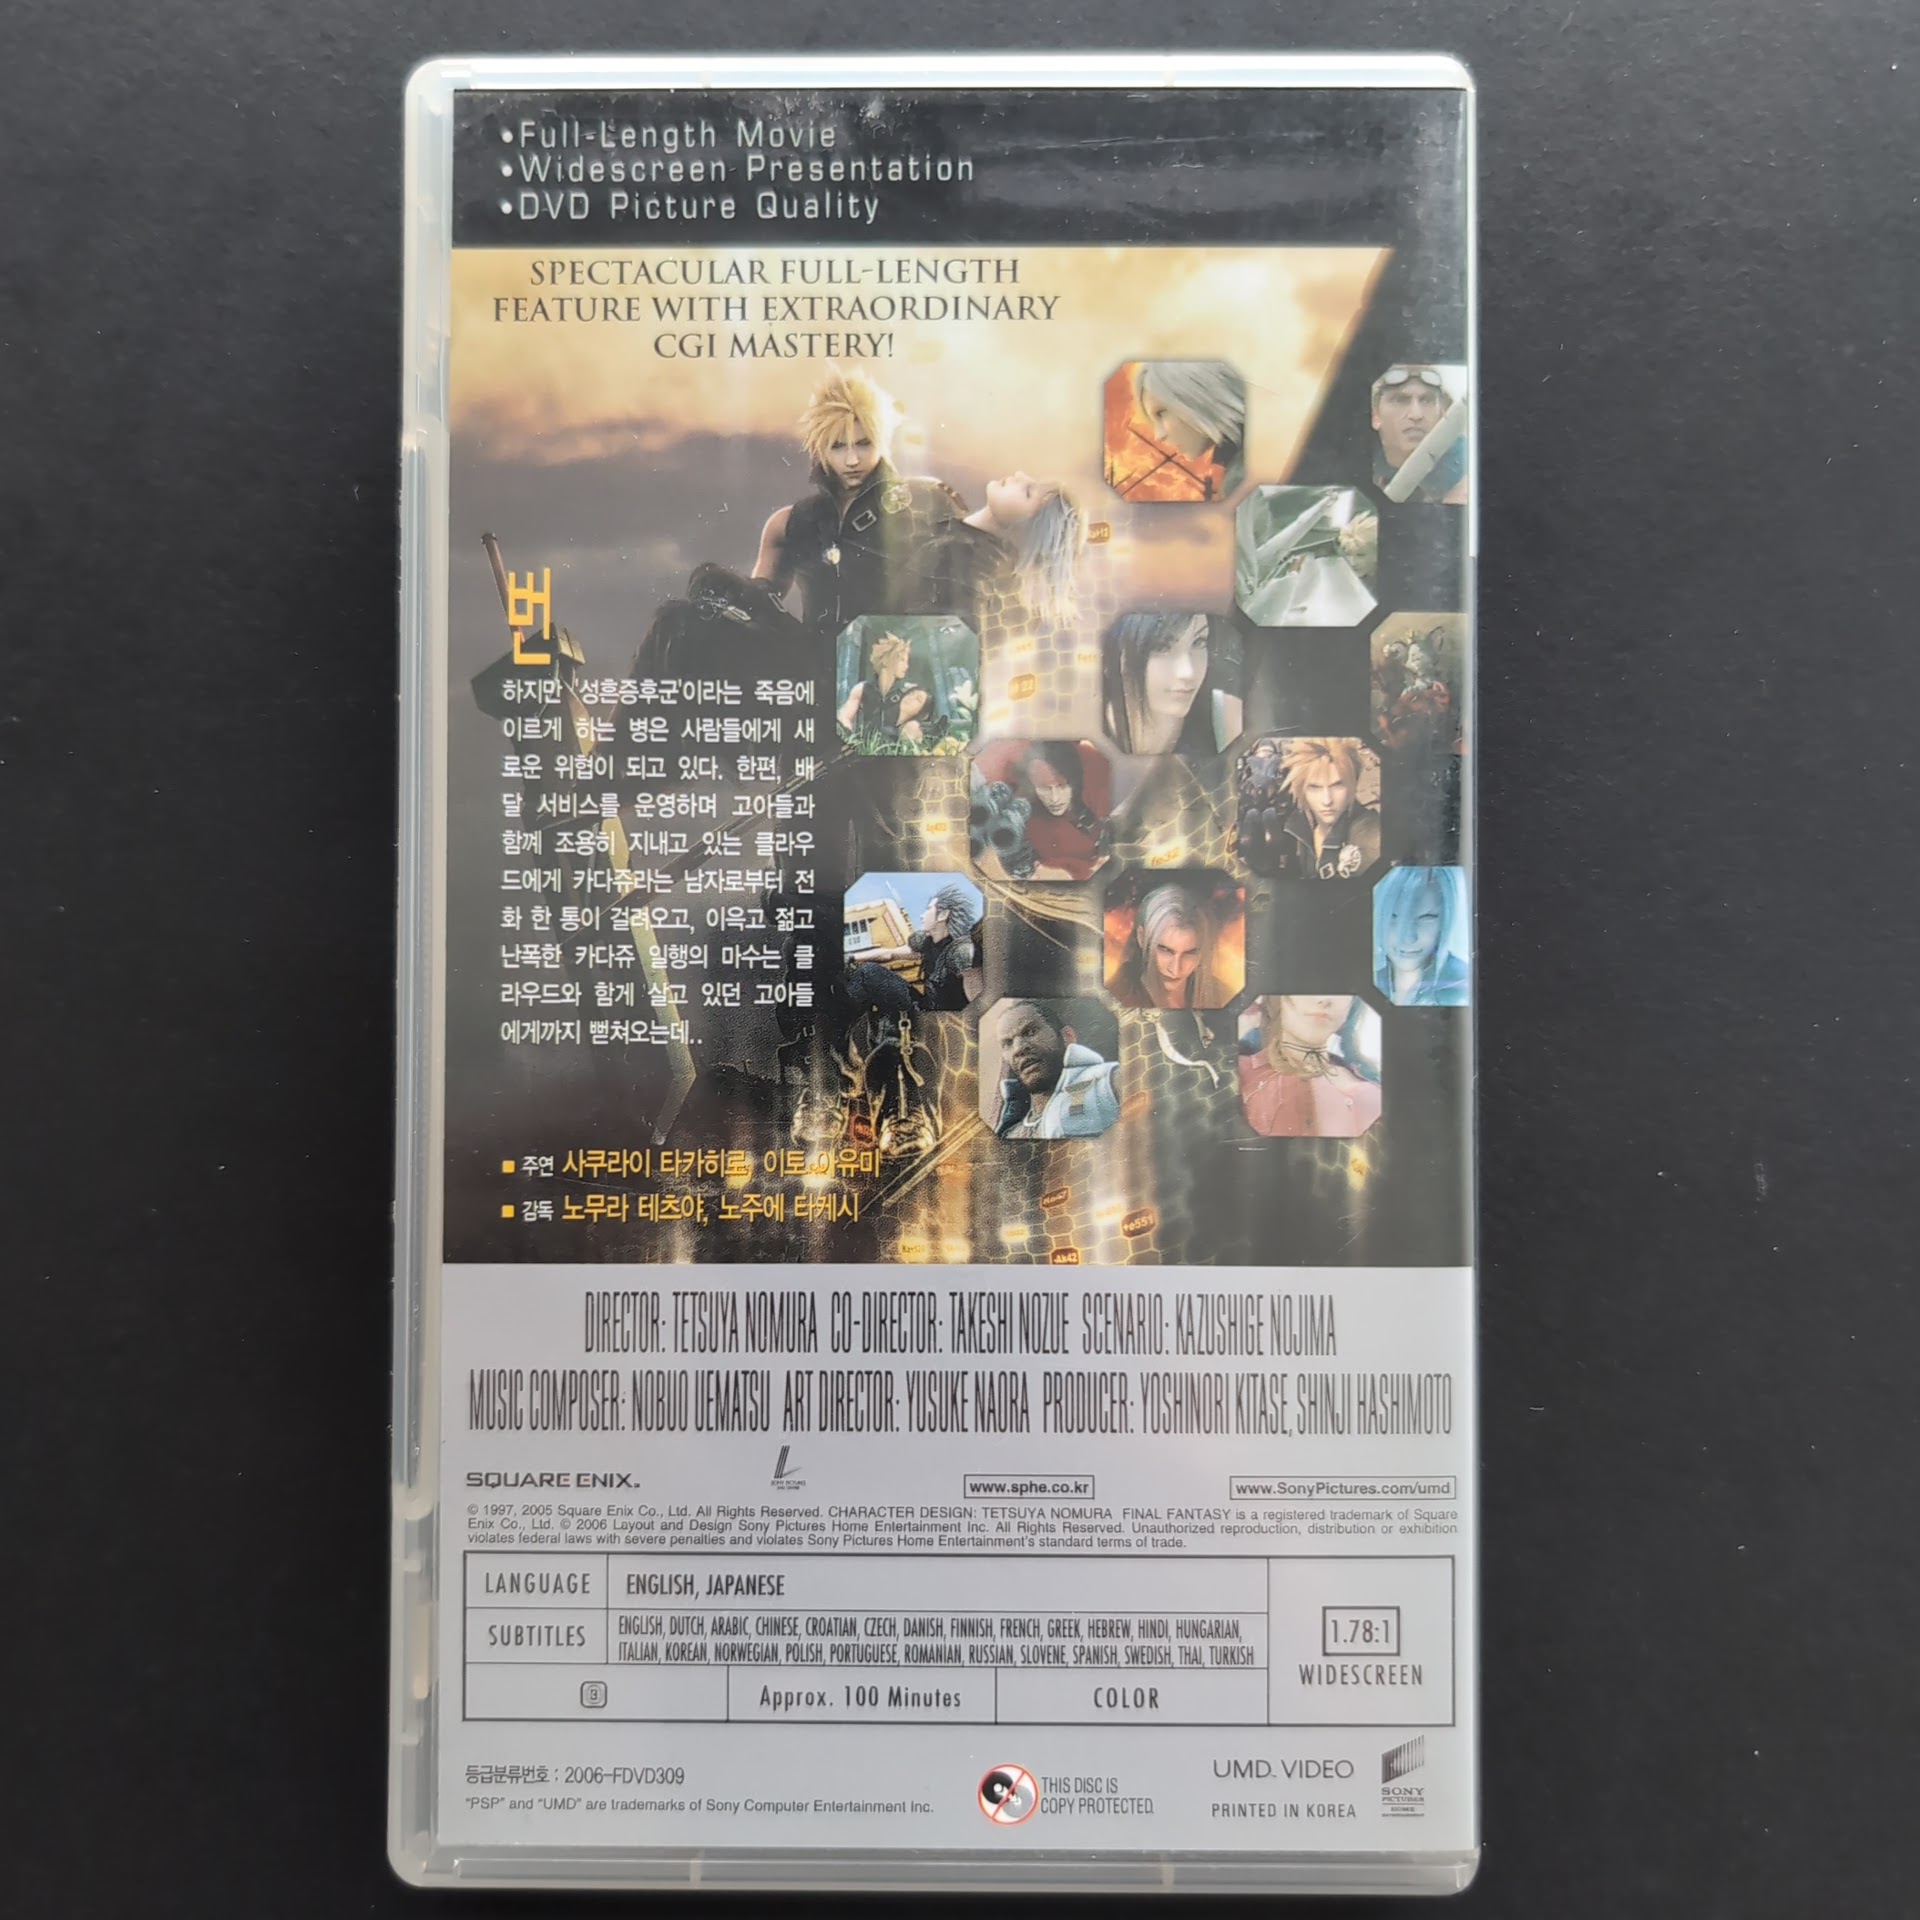 •Full-Length Movie
•Widescreen Presentation
•DVD Picture Quality
SPECTACULAR FULL-LENGTH
FEATURE WITH EXTRAORDINARY
CGI MASTERY!
번
하지만 '성흔증후군'이라는 죽음에
이르게 하는 병은 사람들에게 새
로운 위협이 되고 있다. 한편, 배
달 서비스를 운영하며 고아들과
함꼐 조용히 지내고 있는 클라우
드에게 카다쥬라는 남자로부터 전
화 한 통이 걸려오고, 이윽고 젊고
난폭한 카다쥬 일행의 마수는 클
라우드와 함게 살고 있던 고아들
에게까지 뻗쳐오는데..
■ 주연 사쿠라이 타카히로, 이토 아유미
■ 감독 노무라 테츠야, 노주에 타케시
DIRECTOR: TETSUYA NOMURA CO-DIRECTOR: TAKESHI NOZUE SCENARIO: KAZUSHIGE NOJIMA
MUSIC COMPOSER: NOBUO UEMATSU ART DIRECTOR: YUSUKE NAORA PRODUCER: YOSHINORI KITASE, SHINJI HASHIMOTO
SQUARE ENIX. www.sphe.co.kr www.SonyPictures.com/umd
© 1997, 2005 Square Enix Co., Ltd. All Rights Reserved. CHARACTER DESIGN: TETSUYA NOMURA FINAL FANTASY is a registered trademark of Square
Enix Co., Ltd. © 2006 Layout and Design Sony Pictures Home Entertainment Inc. All Rights Reserved. Unauthorized reproduction, distribution or exhibition
violates federal laws with severe penalties and violates Sony Pictures Home Entertainment's standard terms of trade.
LANGUAGE ENGLISH, JAPANESE
SUBTITLES ENGLISH, DUTCH, ARABIC, CHINESE, CROATIAN, CZECH, DANISH, FINNISH, FRENCH, GREEK, HEBREW, HINDI, HUNGARIAN,
ITALIAN, KOREAN, NORWEGIAN, POLISH, PORTUGUESE, ROMANIAN, RUSSIAN, SLOVENE, SPANISH, SWEDISH, THAI, TURKISH
1.78:1
WIDESCREEN
3 Approx. 100 Minutes COLOR
등급분류번호 : 2006-FDVD309
"PSP" and "UMD" are trademarks of Sony Computer Entertainment Inc.
THIS DISC IS
COPY PROTECTED
UMD VIDEO
PRINTED IN KOREA
SONY
PICTURES
HOME